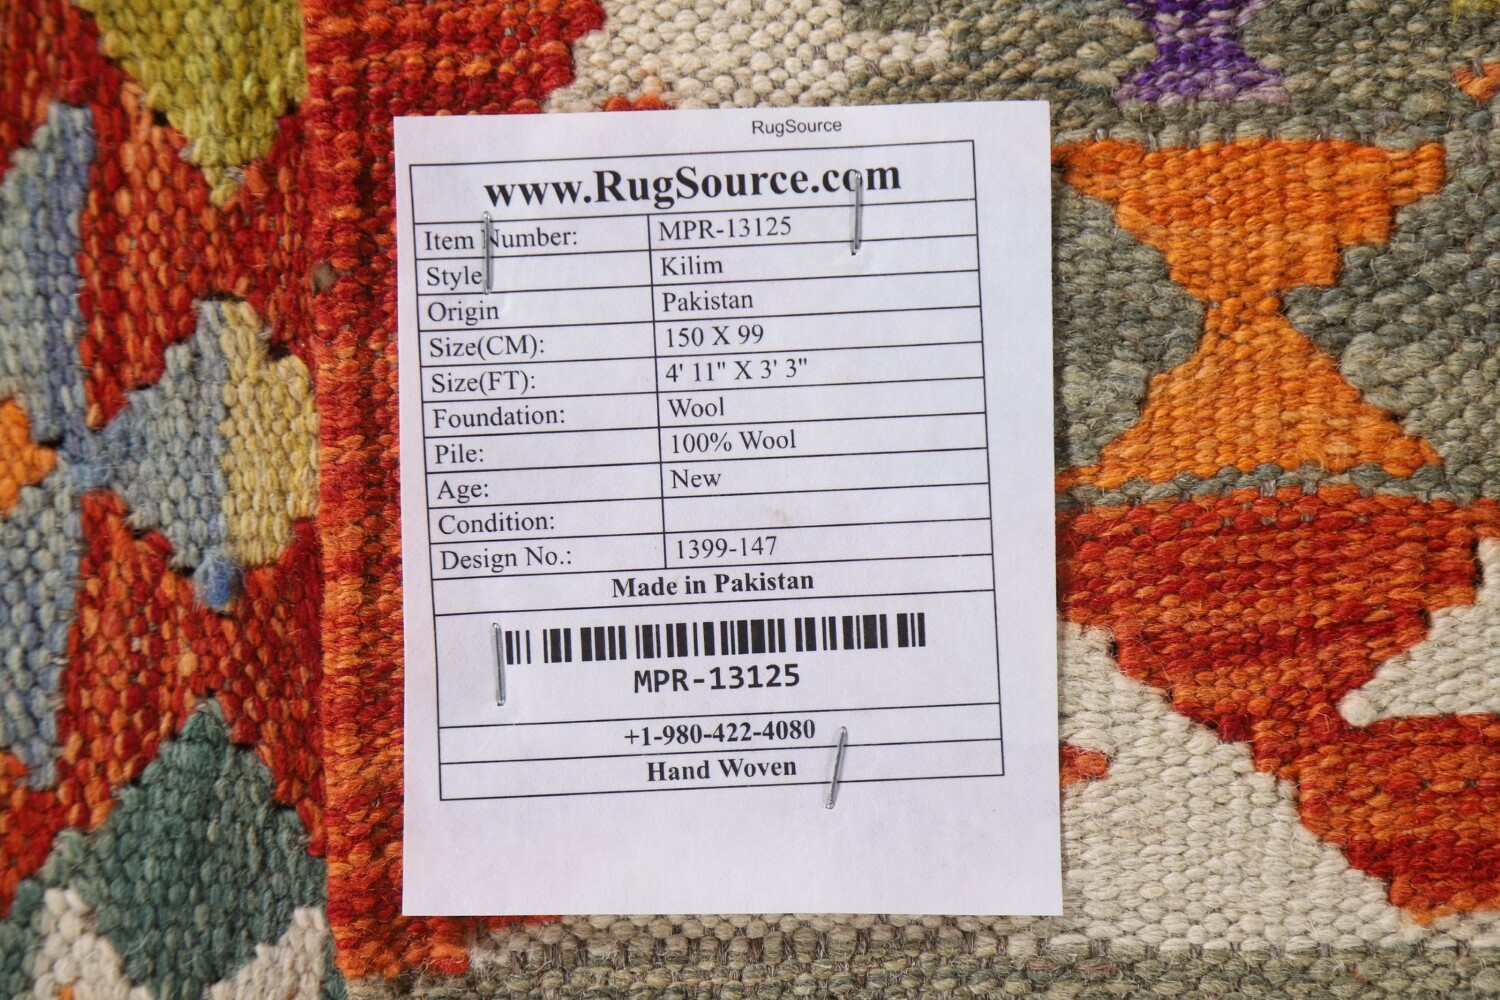 RugSource
www.RugSource.com
Item Number: MPR-13125
Style: Kilim
Origin Pakistan
Size(CM): 150 X 99
Size(FT): 4' 11" X 3' 3"
Foundation: Wool
Pile: 100% Wool
Age: New
Condition:
Design No.: 1399-147
Made in Pakistan
MPR-13125
+1-980-422-4080
Hand Woven